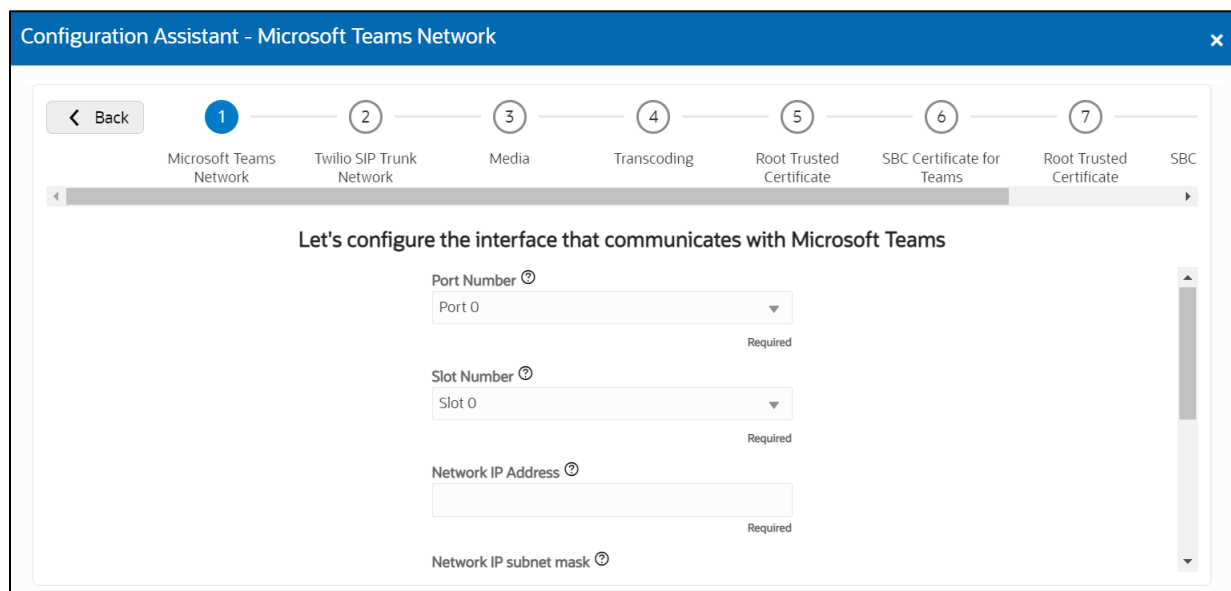 Configuration Assistant - Microsoft Teams Network
×
Back
1
2
3
4
5
6
7
Microsoft Teams
Network
Twilio SIP Trunk
Network
Media
Transcoding
Root Trusted
Certificate
SBC Certificate for
Teams
Root Trusted
Certificate
SBC
Let's configure the interface that communicates with Microsoft Teams
Port Number ?
Port 0
Required
Slot Number ?
Slot 0
Required
Network IP Address ?
Required
Network IP subnet mask ?